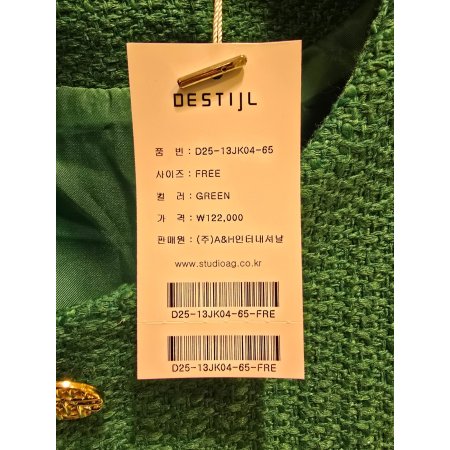 DESTIJL
품 번 : D25-13JK04-65
사이즈 : FREE
컬 러 : GREEN
가 격 : ₩122,000
판매원 : (주)A&H인터내셔날
www.studioag.co.kr
D25-13JK04-65-FRE
D25-13JK04-65-FRE